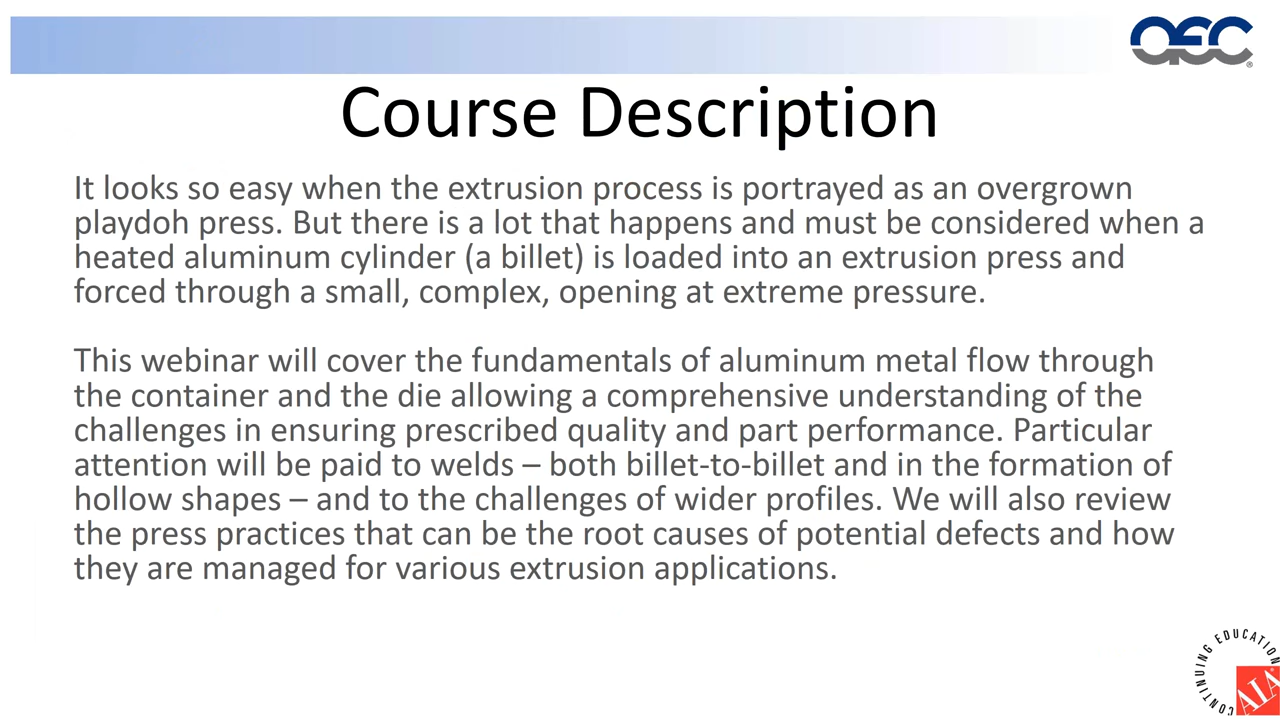 aec
Course Description
It looks so easy when the extrusion process is portrayed as an overgrown
playdoh press. But there is a lot that happens and must be considered when a
heated aluminum cylinder (a billet) is loaded into an extrusion press and
forced through a small, complex, opening at extreme pressure.
This webinar will cover the fundamentals of aluminum metal flow through
the container and the die allowing a comprehensive understanding of the
challenges in ensuring prescribed quality and part performance. Particular
attention will be paid to welds – both billet-to-billet and in the formation of
hollow shapes – and to the challenges of wider profiles. We will also review
the press practices that can be the root causes of potential defects and how
they are managed for various extrusion applications.
CONTINUING EDUCATION
AIA